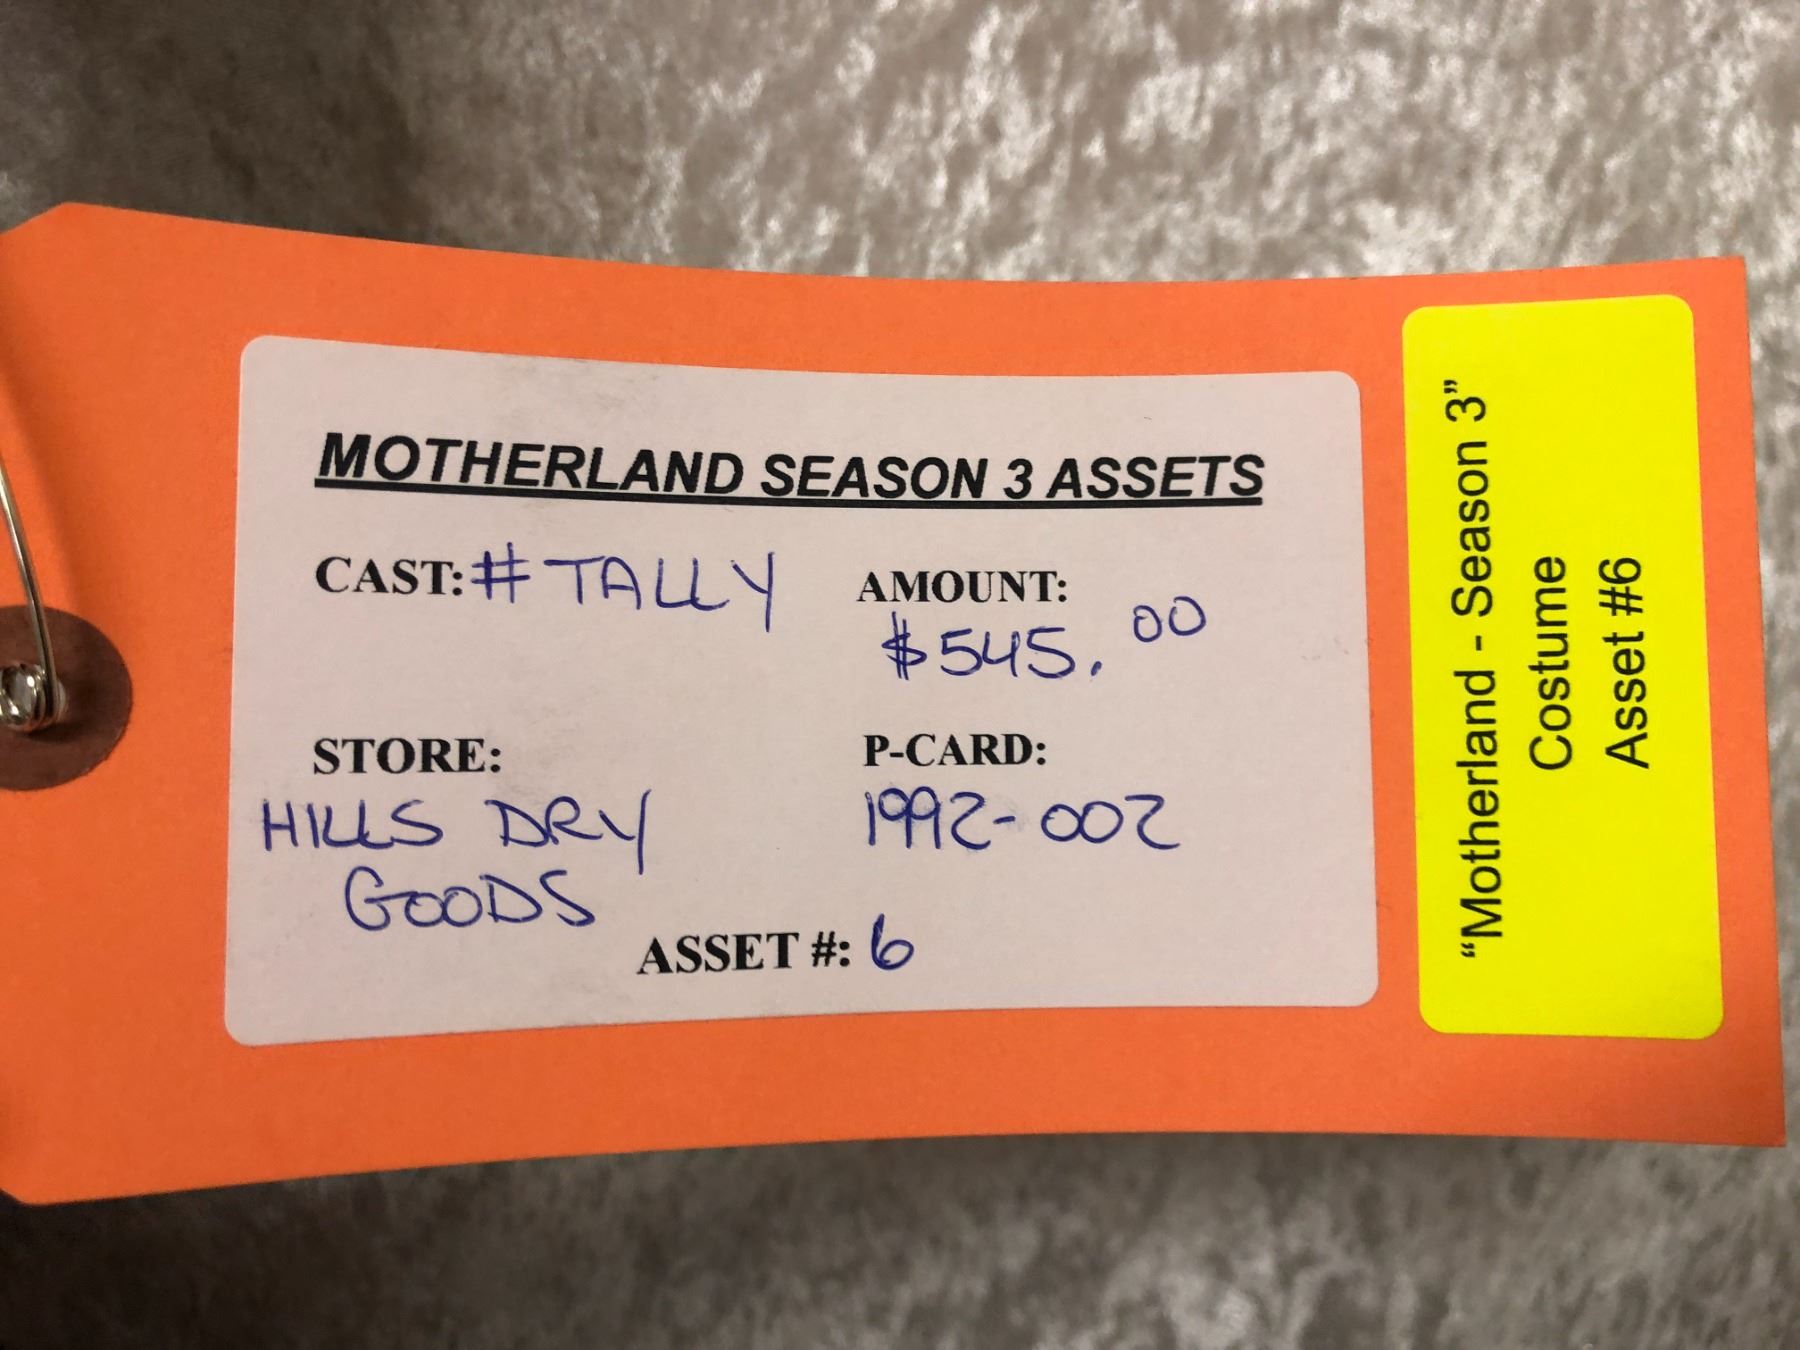 MOTHERLAND SEASON 3 ASSETS
CAST: # TALLY
AMOUNT:
$545.00
STORE:
HILLS DRY
GOODS
P-CARD:
1992-002
ASSET #: 6
“Motherland - Season 3”
Costume
Asset #6